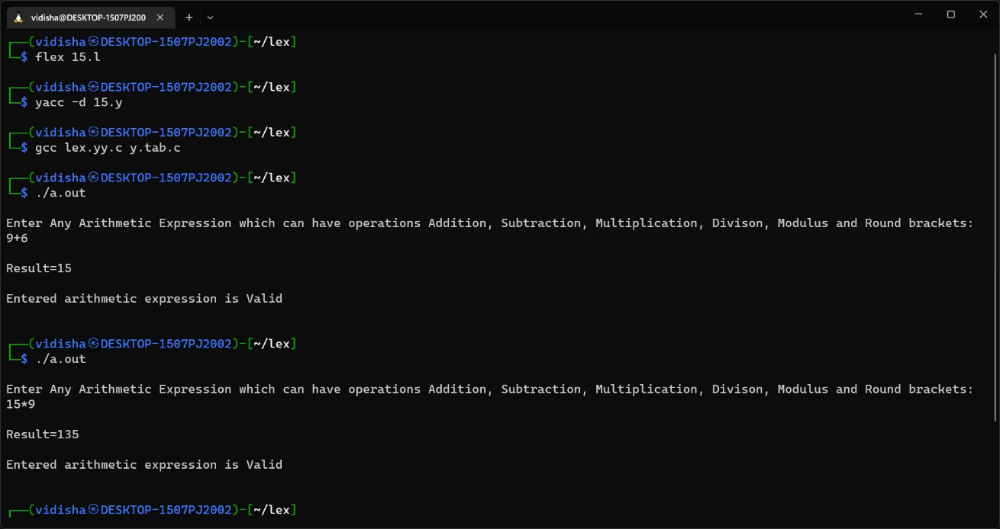 vidisha@DESKTOP-1507PJ200
┌──(vidisha㉿DESKTOP-1507PJ2002)-[~/lex]
└─$ flex 15.l
┌──(vidisha㉿DESKTOP-1507PJ2002)-[~/lex]
└─$ yacc -d 15.y
┌──(vidisha㉿DESKTOP-1507PJ2002)-[~/lex]
└─$ gcc lex.yy.c y.tab.c
┌──(vidisha㉿DESKTOP-1507PJ2002)-[~/lex]
└─$ ./a.out
Enter Any Arithmetic Expression which can have operations Addition, Subtraction, Multiplication, Divison, Modulus and Round brackets:
9+6
Result=15
Entered arithmetic expression is Valid
┌──(vidisha㉿DESKTOP-1507PJ2002)-[~/lex]
└─$ ./a.out
Enter Any Arithmetic Expression which can have operations Addition, Subtraction, Multiplication, Divison, Modulus and Round brackets:
15*9
Result=135
Entered arithmetic expression is Valid
┌──(vidisha㉿DESKTOP-1507PJ2002)-[~/lex]